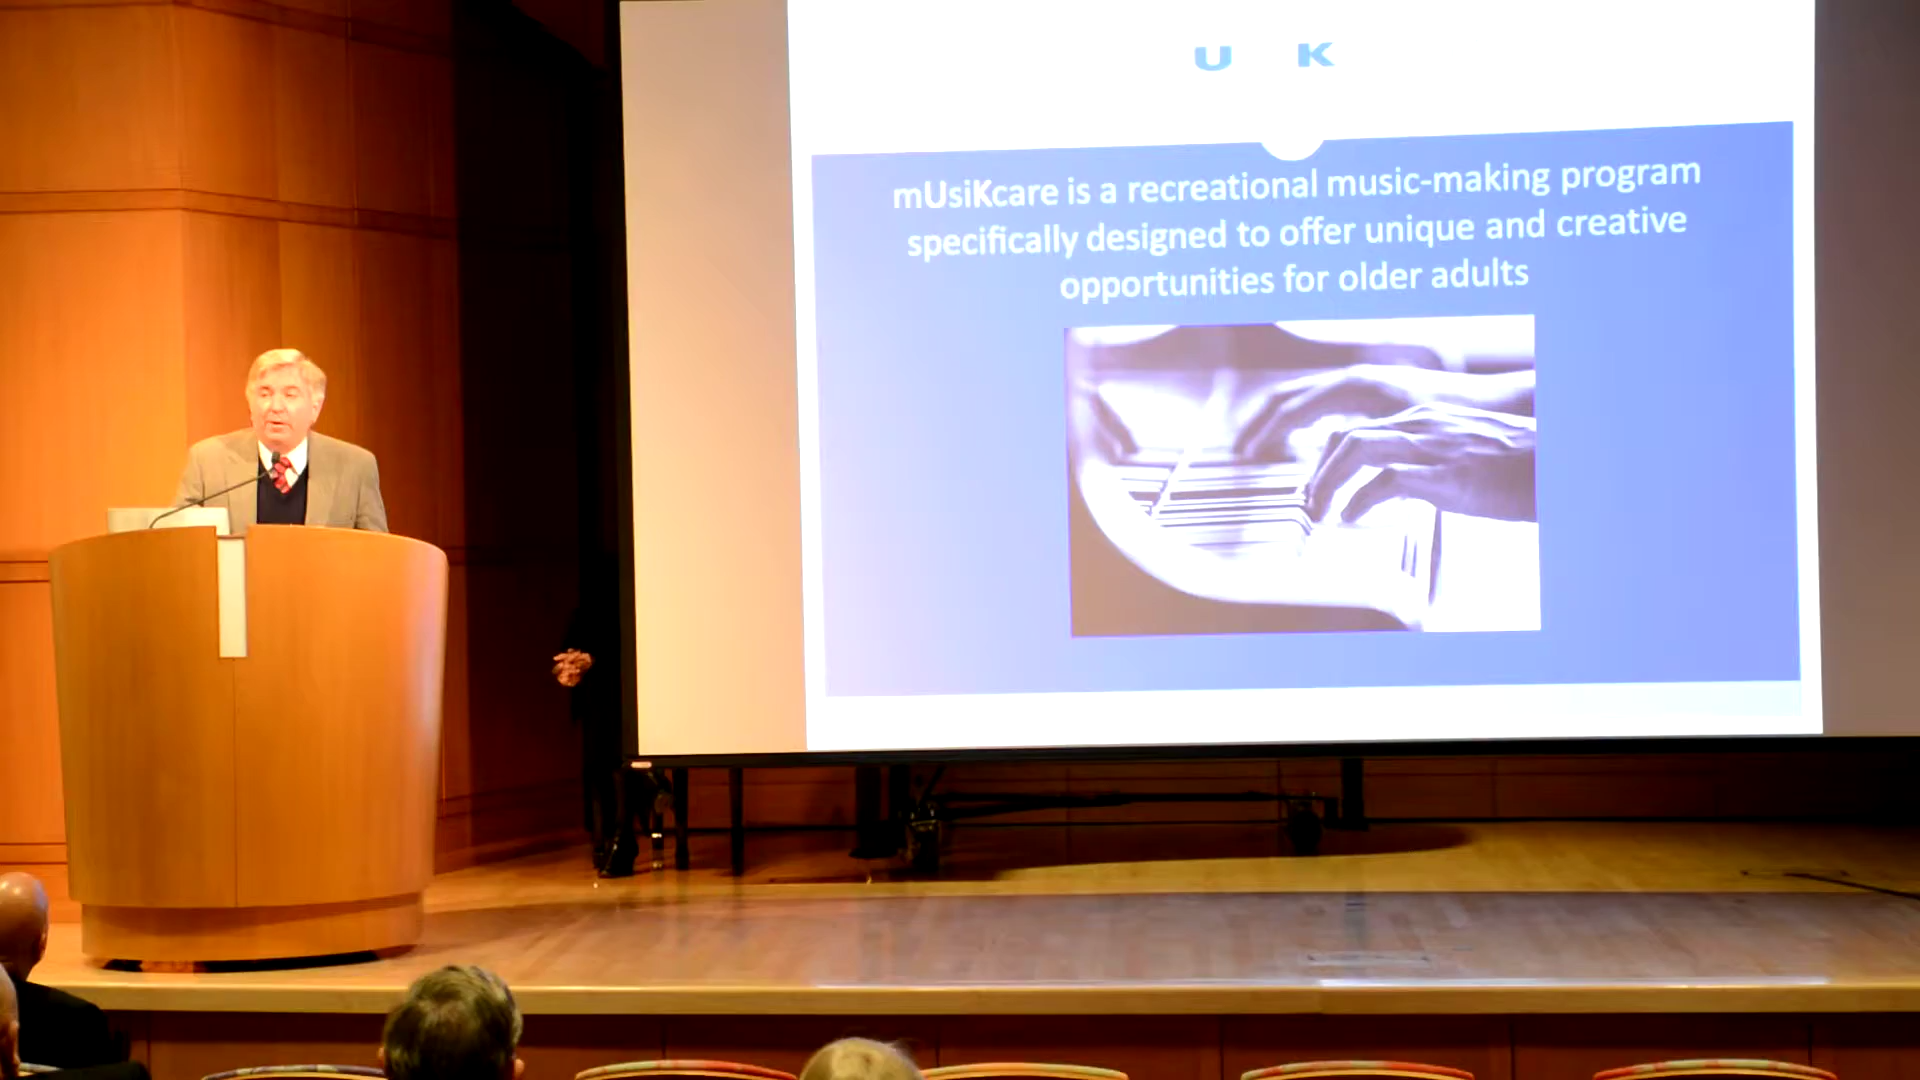 U K
mUsiKcare is a recreational music-making program
specifically designed to offer unique and creative
opportunities for older adults